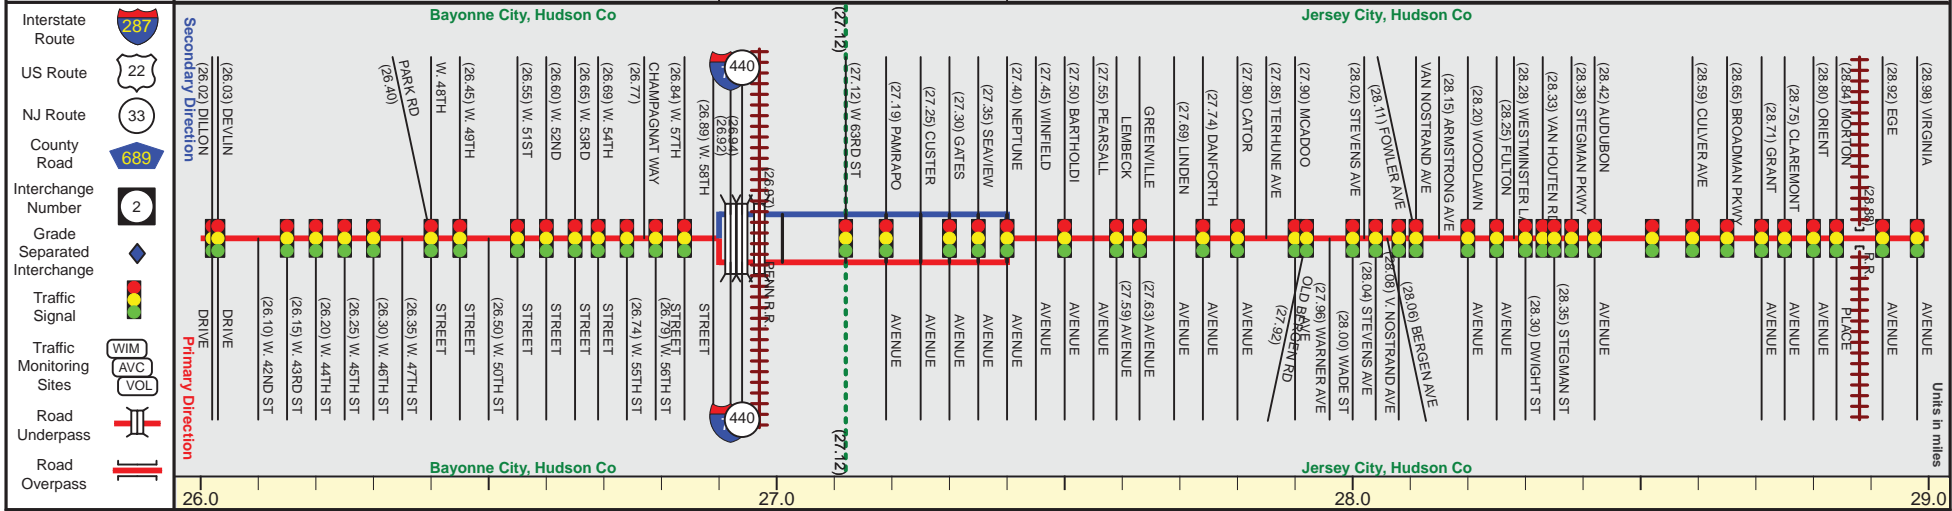 Interstate
Route
287
US Route
22
NJ Route
33
County
Road
689
Interchange
Number
2
Grade
Separated
Interchange
Traffic
Signal
Traffic
Monitoring
Sites
WIM
AVC
VOL
Road
Underpass
Road
Overpass
Secondary Direction
Primary Direction
Bayonne City, Hudson Co
Jersey City, Hudson Co
(27.12)
(26.02) DILLON
DRIVE
(26.03) DEVLIN
DRIVE
(26.10) W. 42ND ST
(26.15) W. 43RD ST
(26.20) W. 44TH ST
(26.25) W. 45TH ST
(26.30) W. 46TH ST
(26.35) W. 47TH ST
PARK RD
(26.40)
W. 48TH
STREET
(26.45) W. 49TH
STREET
(26.50) W. 50TH ST
(26.55) W. 51ST
STREET
(26.60) W. 52ND
STREET
(26.65) W. 53RD
STREET
(26.69) W. 54TH
STREET
(26.74) W. 55TH ST
(26.77)
CHAMPAGNAT WAY
(26.79) W. 56TH ST
(26.84) W. 57TH
STREET
(26.89) W. 58TH
STREET
(26.92)
(26.94)
440
440
(26.97)
PENN R.R.
(27.12) W 63RD ST
(27.19) PAMRAPO
AVENUE
(27.25) CUSTER
AVENUE
(27.30) GATES
AVENUE
(27.35) SEAVIEW
AVENUE
(27.40) NEPTUNE
AVENUE
(27.45) WINFIELD
AVENUE
(27.50) BARTHOLDI
AVENUE
(27.55) PEARSALL
AVENUE
LEMBECK
(27.59) AVENUE
GREENVILLE
(27.63) AVENUE
(27.69) LINDEN
AVENUE
(27.74) DANFORTH
AVENUE
(27.80) CATOR
AVENUE
(27.85) TERHUNE AVE
(27.90) MCADOO
AVE
OLD BERGEN RD
(27.92)
(27.96) WARNER AVE
(28.00) WADE ST
(28.02) STEVENS AVE
(28.04) STEVENS AVE
(28.11) FOWLER AVE
(28.08) V. NOSTRAND AVE
(28.06) BERGEN AVE
VAN NOSTRAND AVE
(28.15) ARMSTRONG AVE
(28.20) WOODLAWN
AVENUE
(28.25) FULTON
AVENUE
(28.28) WESTMINSTER LA
(28.30) DWIGHT ST
(28.33) VAN HOUTEN RD
(28.35) STEGMAN ST
(28.38) STEGMAN PKWY
(28.42) AUDUBON
AVENUE
(28.59) CULVER AVE
(28.65) BROADMAN PKWY
(28.71) GRANT
AVENUE
(28.75) CLAREMONT
AVENUE
(28.80) ORIENT
AVENUE
(28.84) MORTON
PLACE
(28.88)
R.R.
(28.92) EGE
AVENUE
(28.98) VIRGINIA
AVENUE
Units in miles
(27.12)
Bayonne City, Hudson Co
Jersey City, Hudson Co
26.0
27.0
28.0
29.0